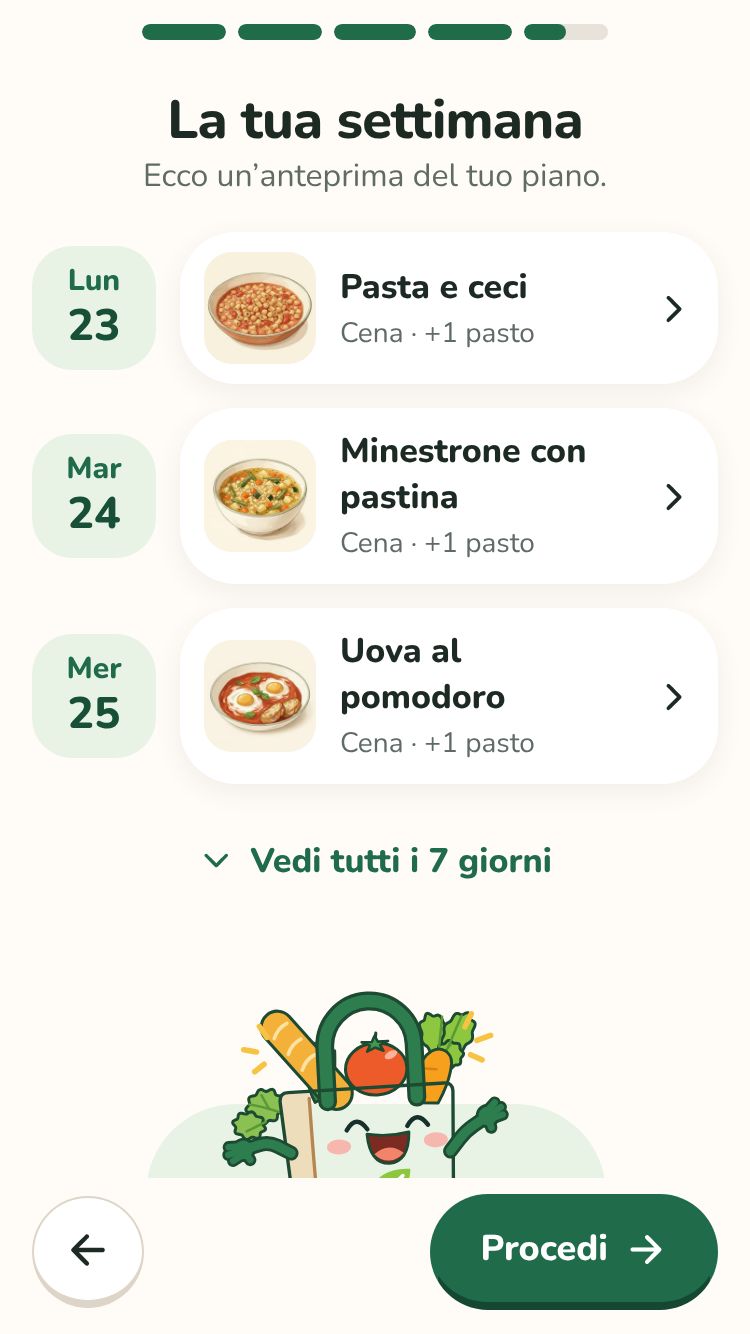 La tua settimana
Ecco un’anteprima del tuo piano.
Lun
23
Pasta e ceci
Cena · +1 pasto
Mar
24
Minestrone con
pastina
Cena · +1 pasto
Mer
25
Uova al
pomodoro
Cena · +1 pasto
Vedi tutti i 7 giorni
Procedi